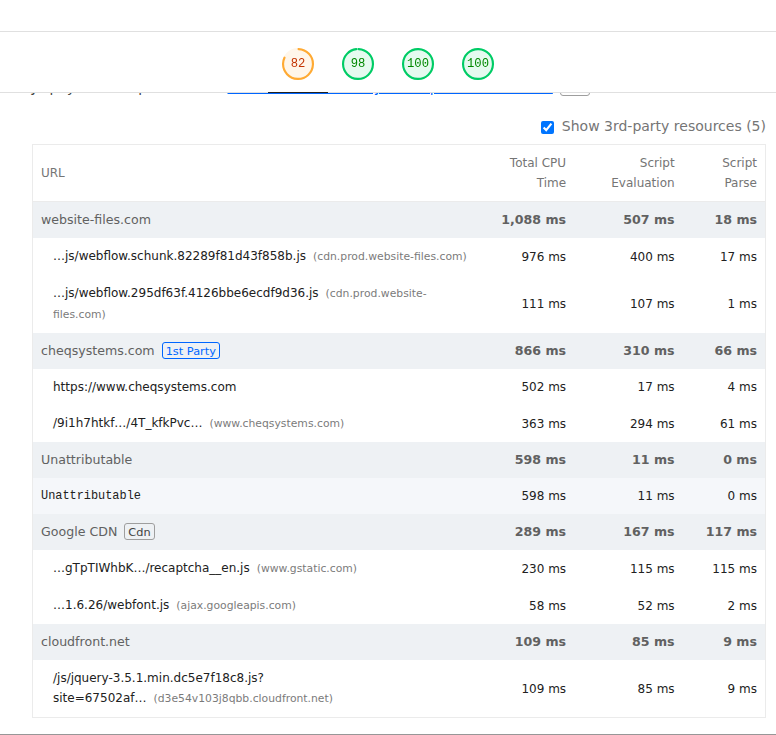 82 98 100 100
Show 3rd-party resources (5)
URL Total CPU Time Script Evaluation Script Parse
website-files.com 1,088 ms 507 ms 18 ms
…js/webflow.schunk.82289f81d43f858b.js (cdn.prod.website-files.com) 976 ms 400 ms 17 ms
…js/webflow.295df63f.4126bbe6ecdf9d36.js (cdn.prod.website-
files.com) 111 ms 107 ms 1 ms
cheqsystems.com 1st Party 866 ms 310 ms 66 ms
https://www.cheqsystems.com 502 ms 17 ms 4 ms
/9i1h7htkf…/4T_kfkPvc… (www.cheqsystems.com) 363 ms 294 ms 61 ms
Unattributable 598 ms 11 ms 0 ms
Unattributable 598 ms 11 ms 0 ms
Google CDN Cdn 289 ms 167 ms 117 ms
…gTpTIWhbK…/recaptcha__en.js (www.gstatic.com) 230 ms 115 ms 115 ms
…1.6.26/webfont.js (ajax.googleapis.com) 58 ms 52 ms 2 ms
cloudfront.net 109 ms 85 ms 9 ms
/js/jquery-3.5.1.min.dc5e7f18c8.js?
site=67502af… (d3e54v103j8qbb.cloudfront.net) 109 ms 85 ms 9 ms